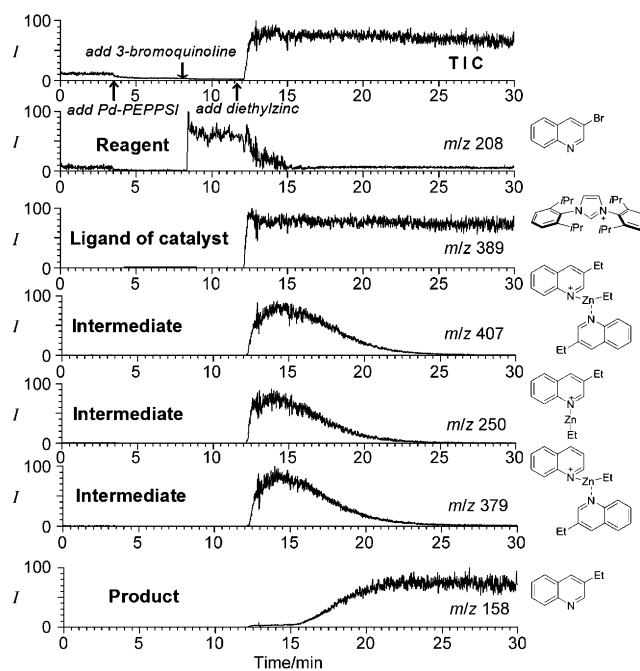 100
I
add 3-bromoquinoline
TIC
0
0 5 10 15 20 25 30
add Pd-PEPPSI
add diethylzinc
100
I
Reagent
m/z 208
Br
N
0
0 5 10 15 20 25 30
100
I
Ligand of catalyst
m/z 389
iPr
iPr
N
N
+
iPr
iPr
0
0 5 10 15 20 25 30
100
I
Intermediate
m/z 407
Et
N
+
Zn
Et
N
Et
0
0 5 10 15 20 25 30
100
I
Intermediate
m/z 250
Et
N
+
Zn
Et
0
0 5 10 15 20 25 30
100
I
Intermediate
m/z 379
N
+
Zn
Et
N
Et
0
0 5 10 15 20 25 30
100
I
Product
m/z 158
Et
N
0
0 5 10 15 20 25 30
Time/min